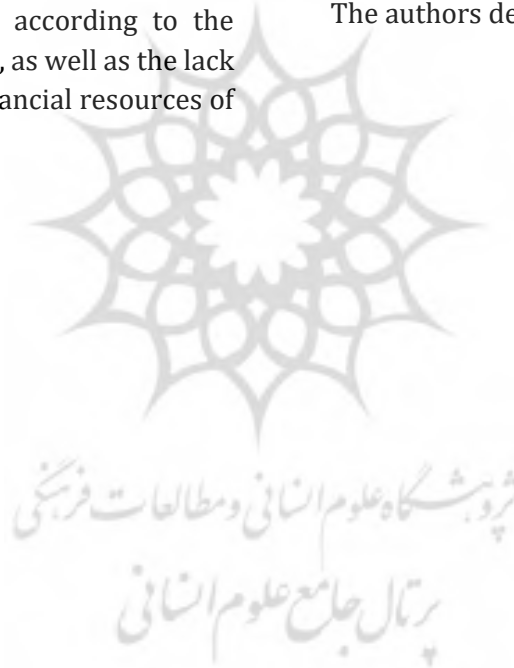 according to the
, as well as the lack
ancial resources of
The authors de
پژوهشگاه علوم انسانی و مطالعات فرهنگی
پرتال جامع علوم انسانی